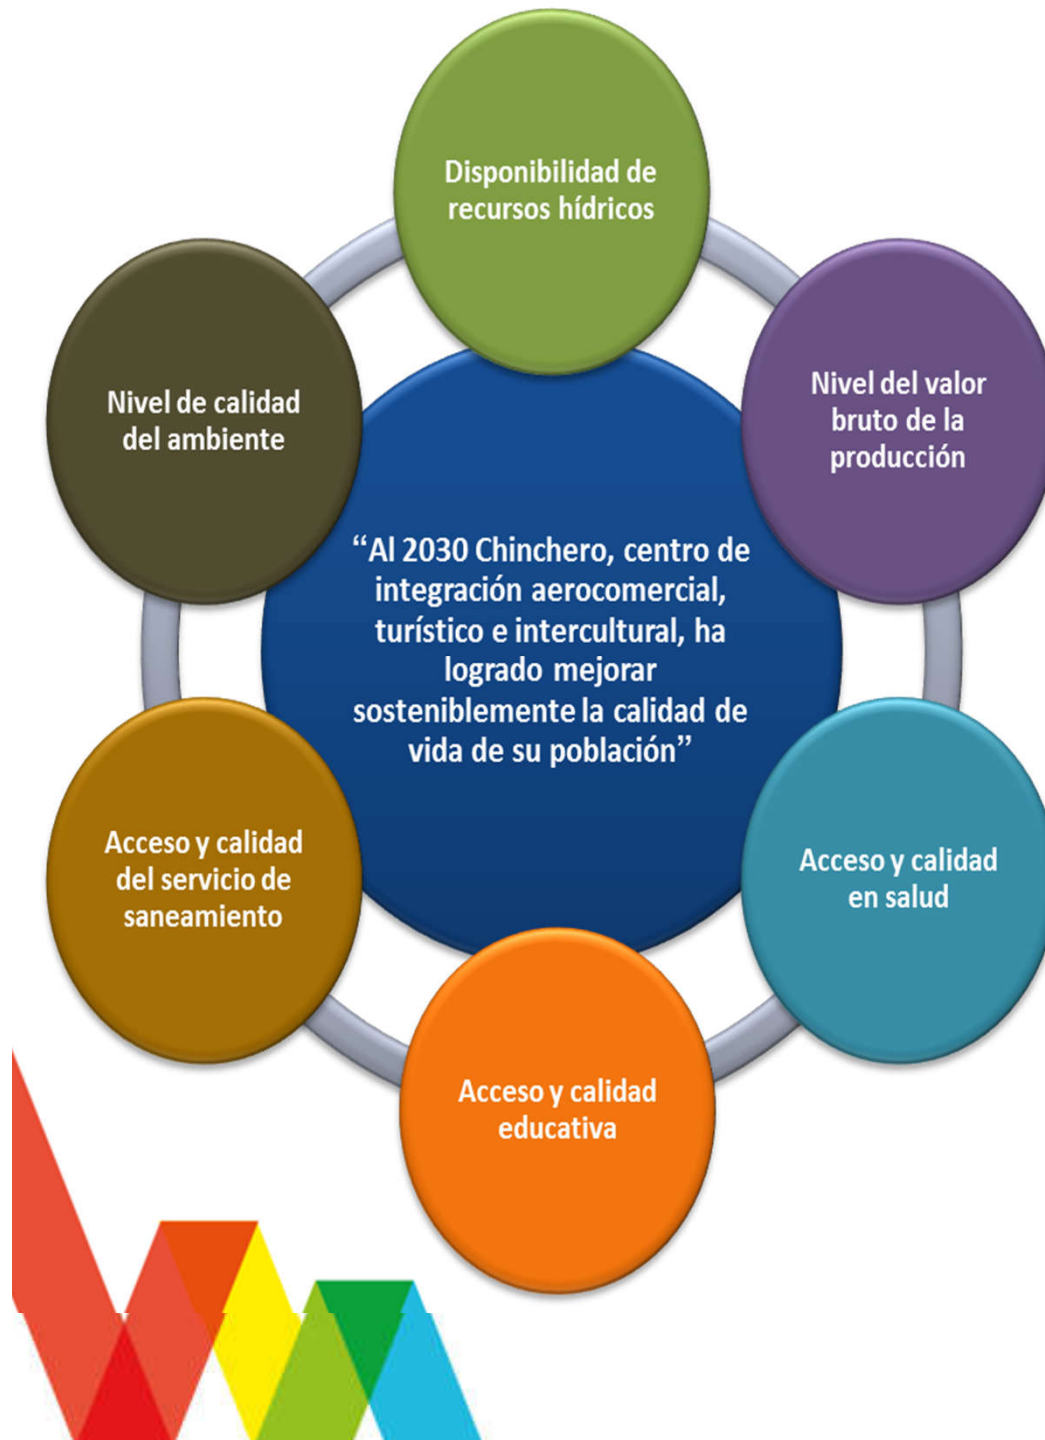 Disponibilidad de
recursos hídricos
Nivel del valor
bruto de la
producción
Acceso y calidad
en salud
Acceso y calidad
educativa
Acceso y calidad
del servicio de
saneamiento
Nivel de calidad
del ambiente
“Al 2030 Chinchero, centro de
integración aerocomercial,
turístico e intercultural, ha
logrado mejorar
sosteniblemente la calidad de
vida de su población”